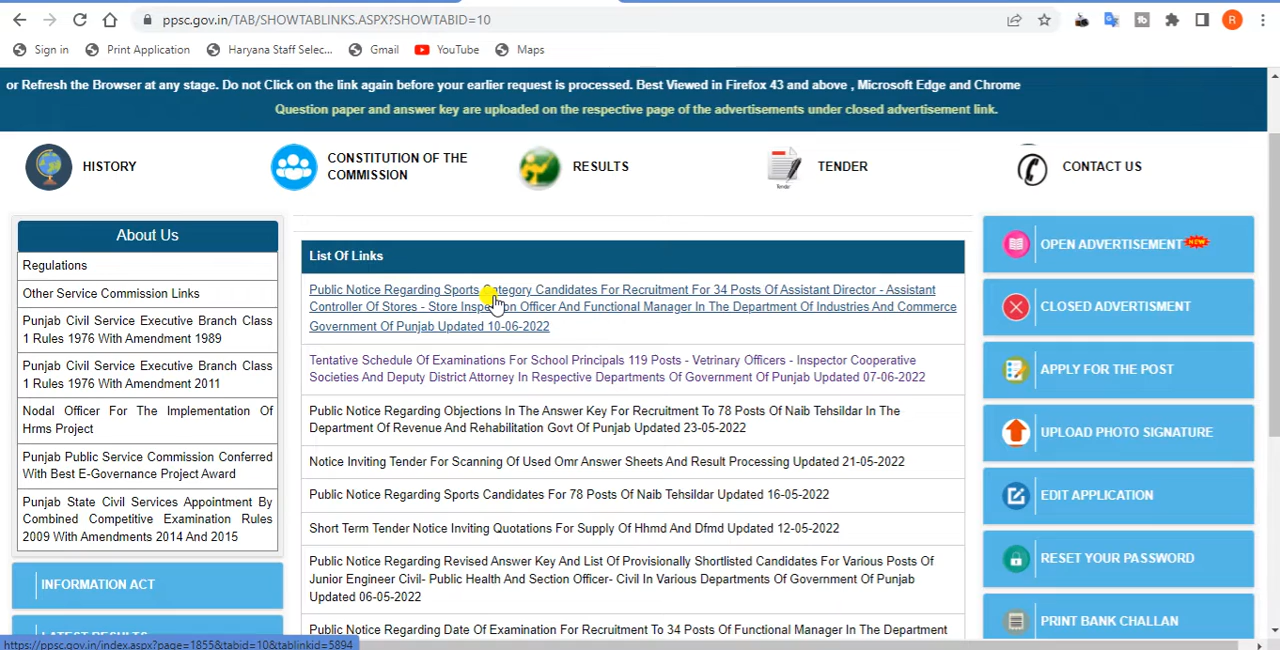 ppsc.gov.in/TAB/SHOWTABLINKS.ASPX?SHOWTABID=10
R
Sign in
Print Application
Haryana Staff Selec...
Gmail
YouTube
Maps
or Refresh the Browser at any stage. Do not Click on the link again before your earlier request is processed. Best Viewed in Firefox 43 and above , Microsoft Edge and Chrome
Question paper and answer key are uploaded on the respective page of the advertisements under closed advertisement link.
HISTORY
CONSTITUTION OF THE
COMMISSION
RESULTS
Tender
TENDER
CONTACT US
About Us
Regulations
Other Service Commission Links
Punjab Civil Service Executive Branch Class
1 Rules 1976 With Amendment 1989
Punjab Civil Service Executive Branch Class
1 Rules 1976 With Amendment 2011
Nodal Officer For The Implementation Of
Hrms Project
Punjab Public Service Commission Conferred
With Best E-Governance Project Award
Punjab State Civil Services Appointment By
Combined Competitive Examination Rules
2009 With Amendments 2014 And 2015
INFORMATION ACT
LATEST RESULTS
List Of Links
Public Notice Regarding Sports Category Candidates For Recruitment For 34 Posts Of Assistant Director - Assistant
Controller Of Stores - Store Inspection Officer And Functional Manager In The Department Of Industries And Commerce
Government Of Punjab Updated 10-06-2022
Tentative Schedule Of Examinations For School Principals 119 Posts - Vetrinary Officers - Inspector Cooperative
Societies And Deputy District Attorney In Respective Departments Of Government Of Punjab Updated 07-06-2022
Public Notice Regarding Objections In The Answer Key For Recruitment To 78 Posts Of Naib Tehsildar In The
Department Of Revenue And Rehabilitation Govt Of Punjab Updated 23-05-2022
Notice Inviting Tender For Scanning Of Used Omr Answer Sheets And Result Processing Updated 21-05-2022
Public Notice Regarding Sports Candidates For 78 Posts Of Naib Tehsildar Updated 16-05-2022
Short Term Tender Notice Inviting Quotations For Supply Of Hhmd And Dfmd Updated 12-05-2022
Public Notice Regarding Revised Answer Key And List Of Provisionally Shortlisted Candidates For Various Posts Of
Junior Engineer Civil- Public Health And Section Officer- Civil In Various Departments Of Government Of Punjab
Updated 06-05-2022
Public Notice Regarding Date Of Examination For Recruitment To 34 Posts Of Functional Manager In The Department
OPEN ADVERTISEMENT NEW
CLOSED ADVERTISMENT
APPLY FOR THE POST
UPLOAD PHOTO SIGNATURE
EDIT APPLICATION
RESET YOUR PASSWORD
PRINT BANK CHALLAN
https://ppsc.gov.in/index.aspx?page=1855&tabid=10&tablinkid=5894